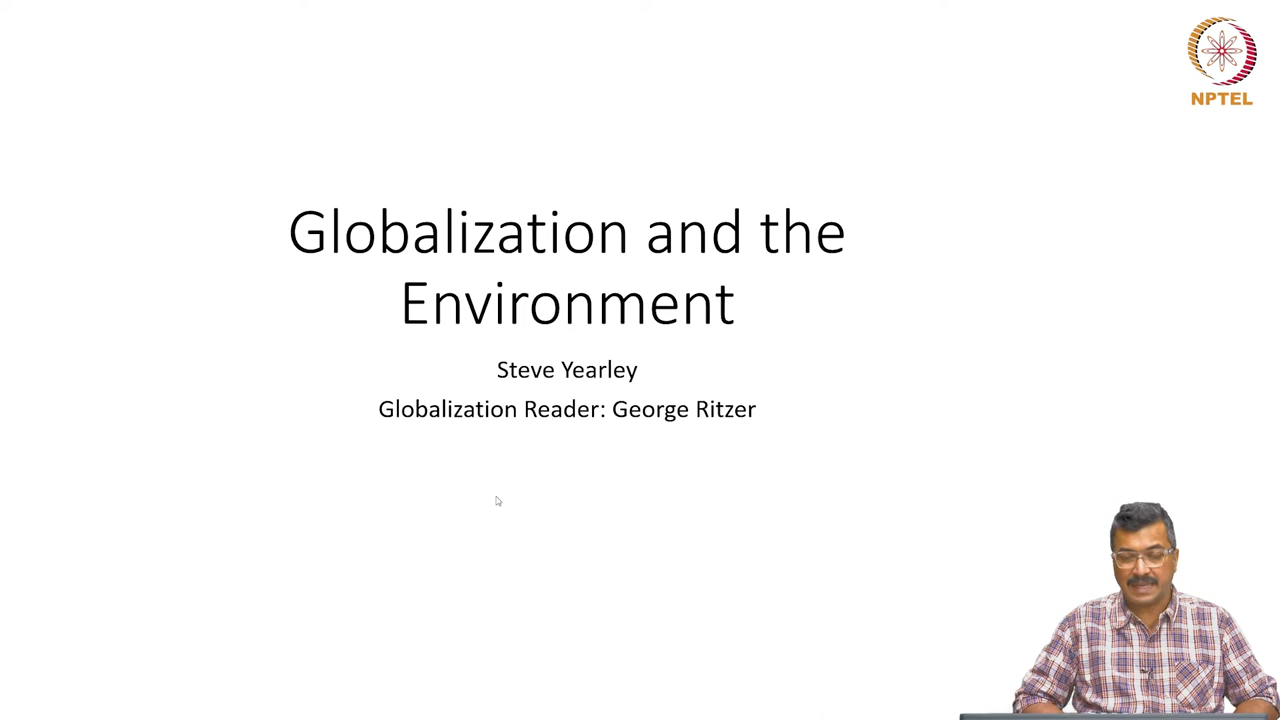 NPTEL
Globalization and the
Environment
Steve Yearley
Globalization Reader: George Ritzer